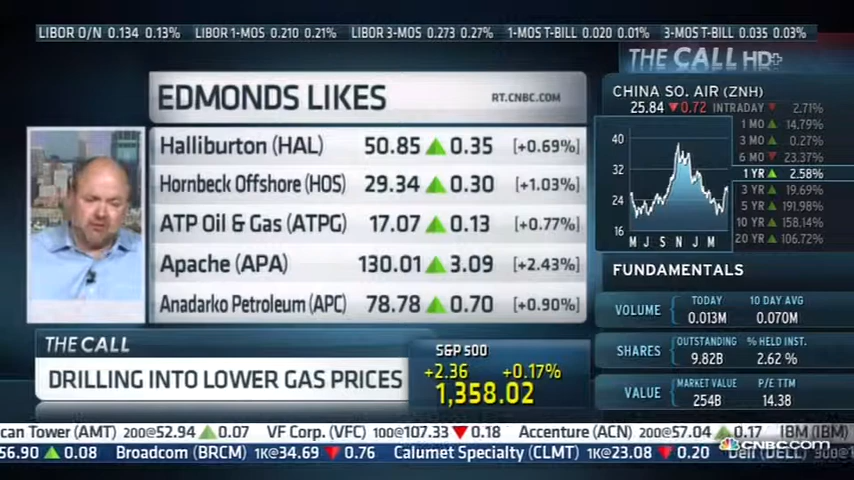 LIBOR O/N 0.134 0.13% LIBOR 1-MOS 0.210 0.21% LIBOR 3-MOS 0.273 0.27% 1-MOS T-BILL 0.020 0.01% 3-MOS T-BILL 0.035 0.03%
THE CALL HD+
EDMONDS LIKES RT.CNBC.COM
Halliburton (HAL) 50.85 ▲ 0.35 [+0.69%]
Hornbeck Offshore (HOS) 29.34 ▲ 0.30 [+1.03%]
ATP Oil & Gas (ATPG) 17.07 ▲ 0.13 [+0.77%]
Apache (APA) 130.01 ▲ 3.09 [+2.43%]
Anadarko Petroleum (APC) 78.78 ▲ 0.70 [+0.90%]
CHINA SO. AIR (ZNH)
25.84 ▼ 0.72 INTRADAY ▼ 2.71%
1 MO ▲ 14.79%
3 MO ▲ 0.27%
6 MO ▼ 23.37%
1 YR ▲ 2.58%
3 YR ▲ 19.69%
5 YR ▲ 191.98%
10 YR ▲ 158.14%
20 YR ▲ 106.72%
40
32
24
16
M J S N J M
FUNDAMENTALS
TODAY 10 DAY AVG
VOLUME 0.013M 0.070M
OUTSTANDING % HELD INST.
SHARES 9.82B 2.62 %
MARKET VALUE P/E TTM
VALUE 254B 14.38
THE CALL
DRILLING INTO LOWER GAS PRICES
S&P 500
+2.36 +0.17%
1,358.02
can Tower (AMT) 200@52.94 ▲ 0.07 VF Corp. (VFC) 100@107.33 ▼ 0.18 Accenture (ACN) 200@57.04 ▲ 0.17 IBM (IBM)
CNBC.COM
56.90 ▲ 0.08 Broadcom (BRCM) 1K@34.69 ▼ 0.76 Calumet Specialty (CLMT) 1K@23.08 ▼ 0.20 Dell (DELL) 900@1